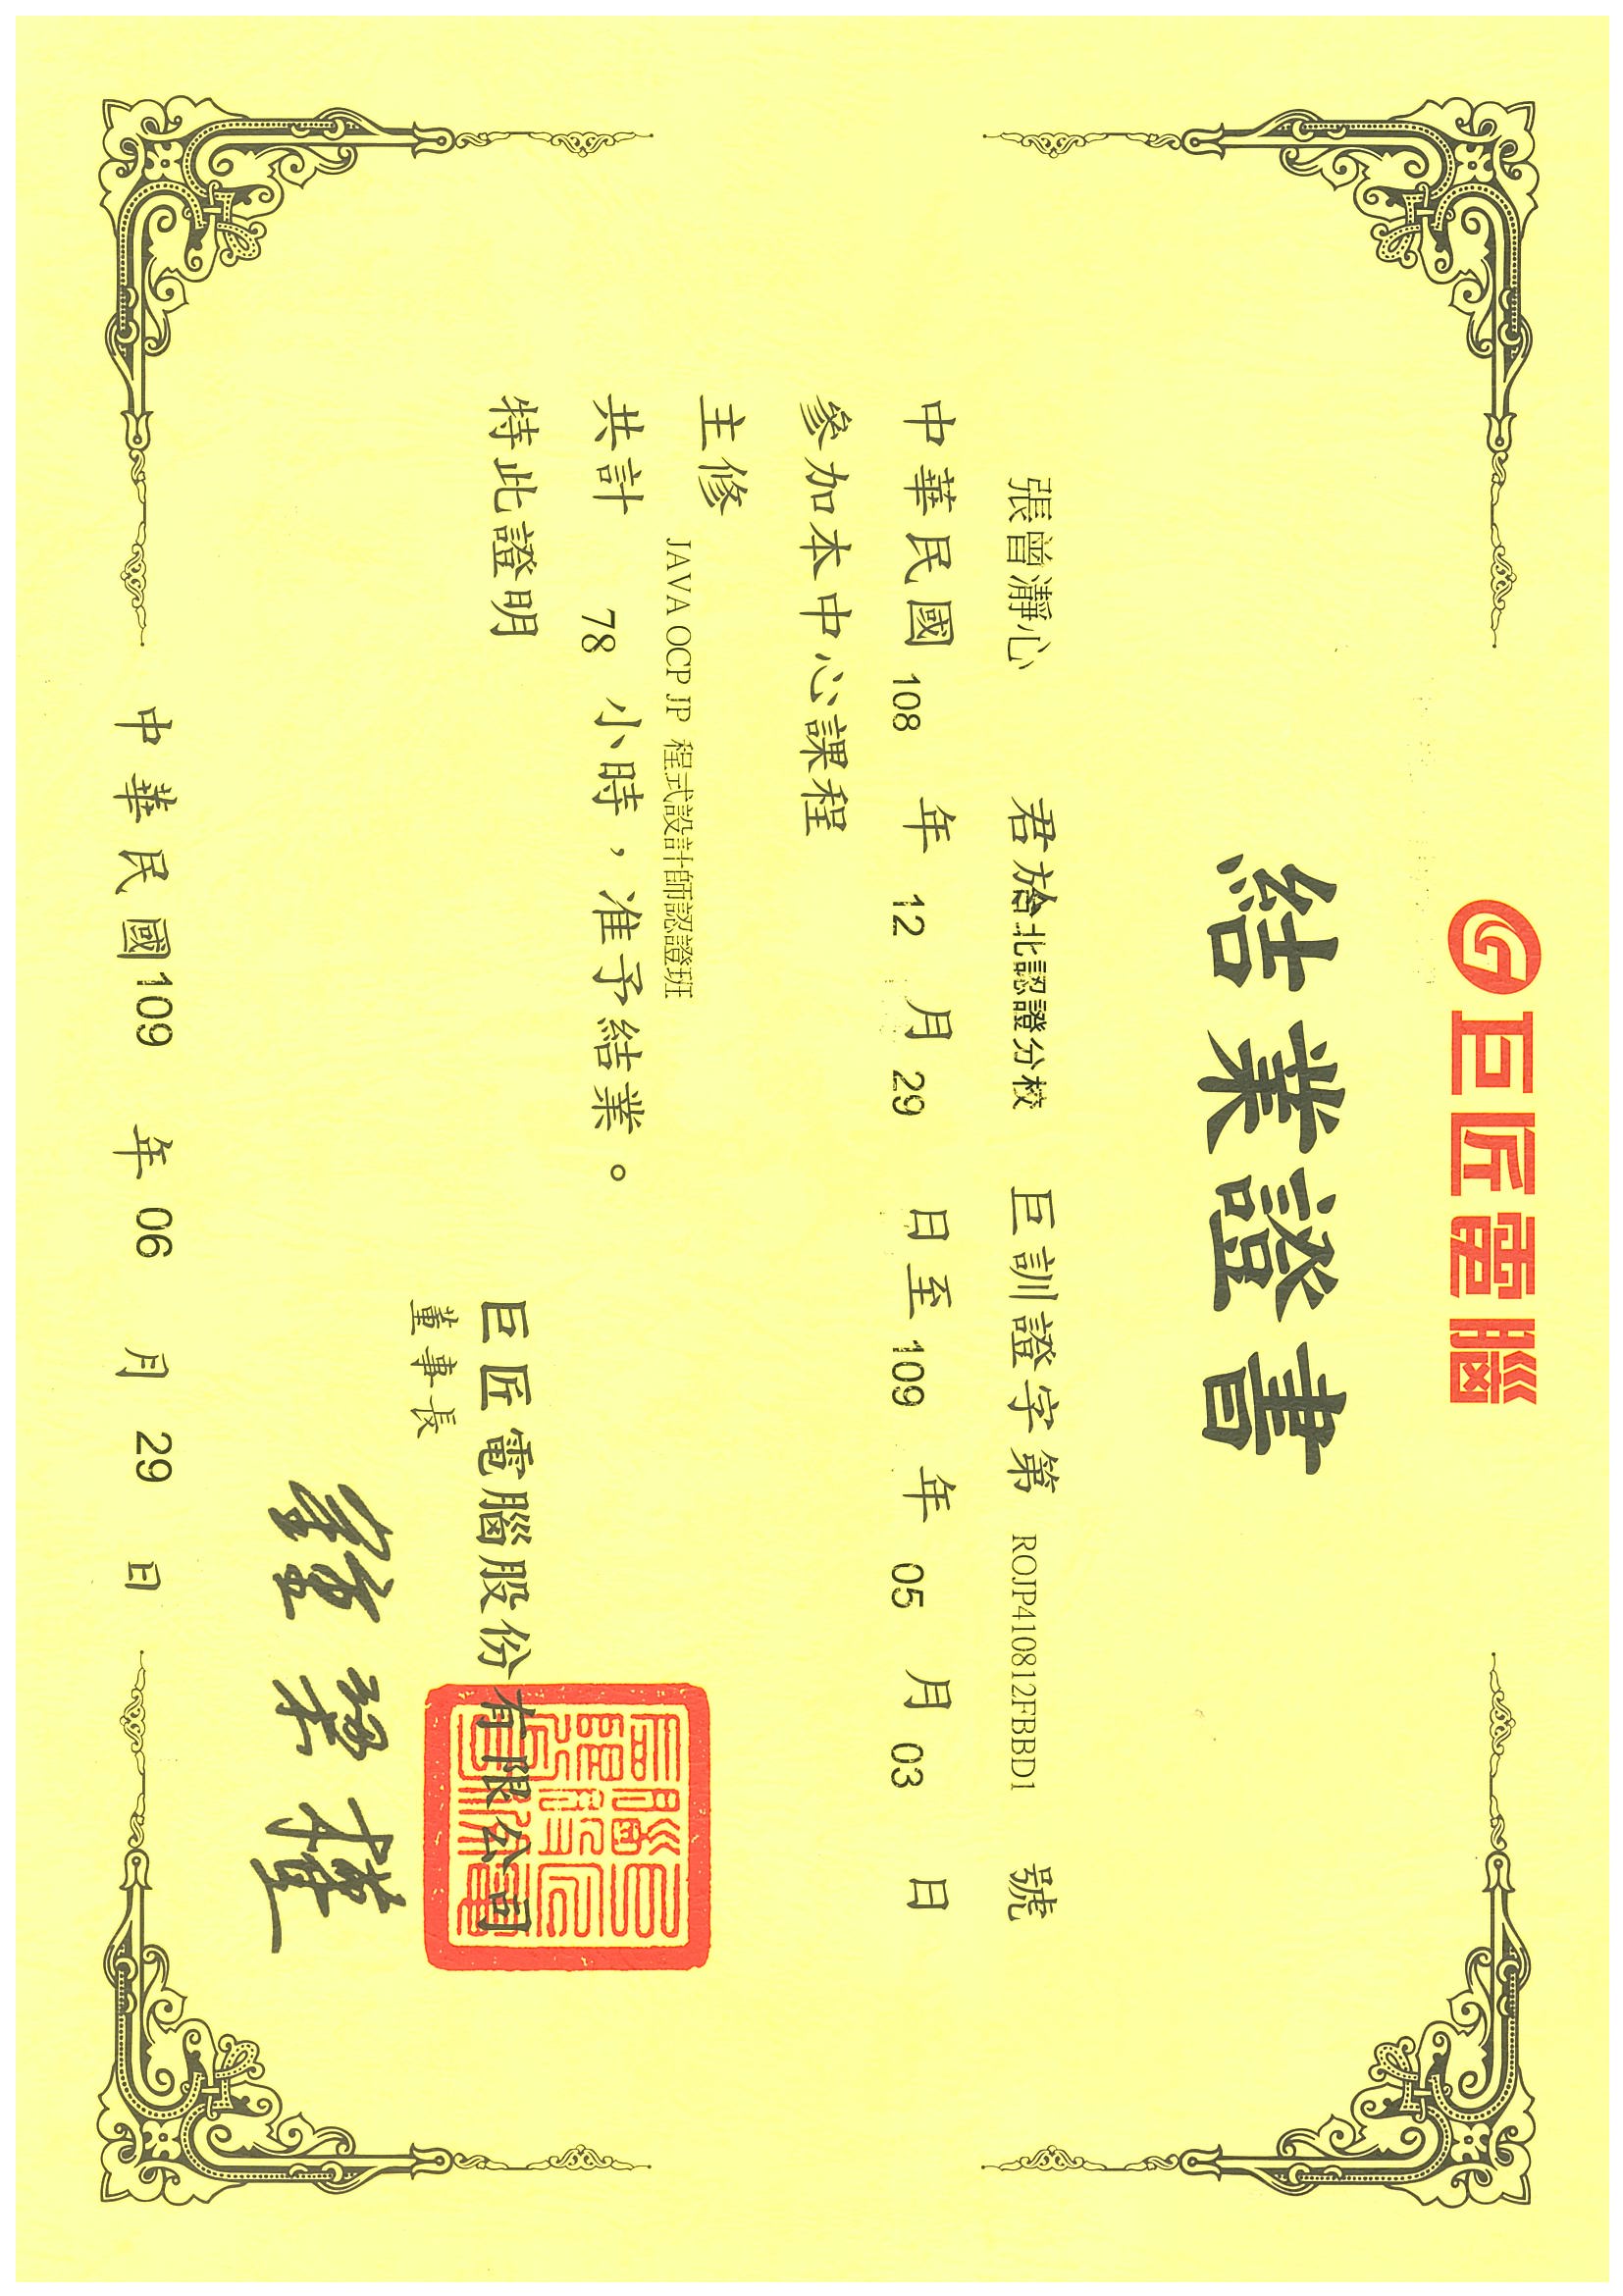 巨匠電腦
結業證書
張曾瀞心 君於台北認證分校 巨訓證字第 ROJP410812FBBD1 號
中華民國 108 年 12 月 29 日至 109 年 05 月 03 日
參加本中心課程
主修
JAVA OCP JP 程式設計師認證班
共計 78 小時，准予結業。
特此證明
巨匠電腦股份有限公司
巨匠電腦股份有限公司
董事長
鍾梁權
中華民國109 年 06 月 29 日